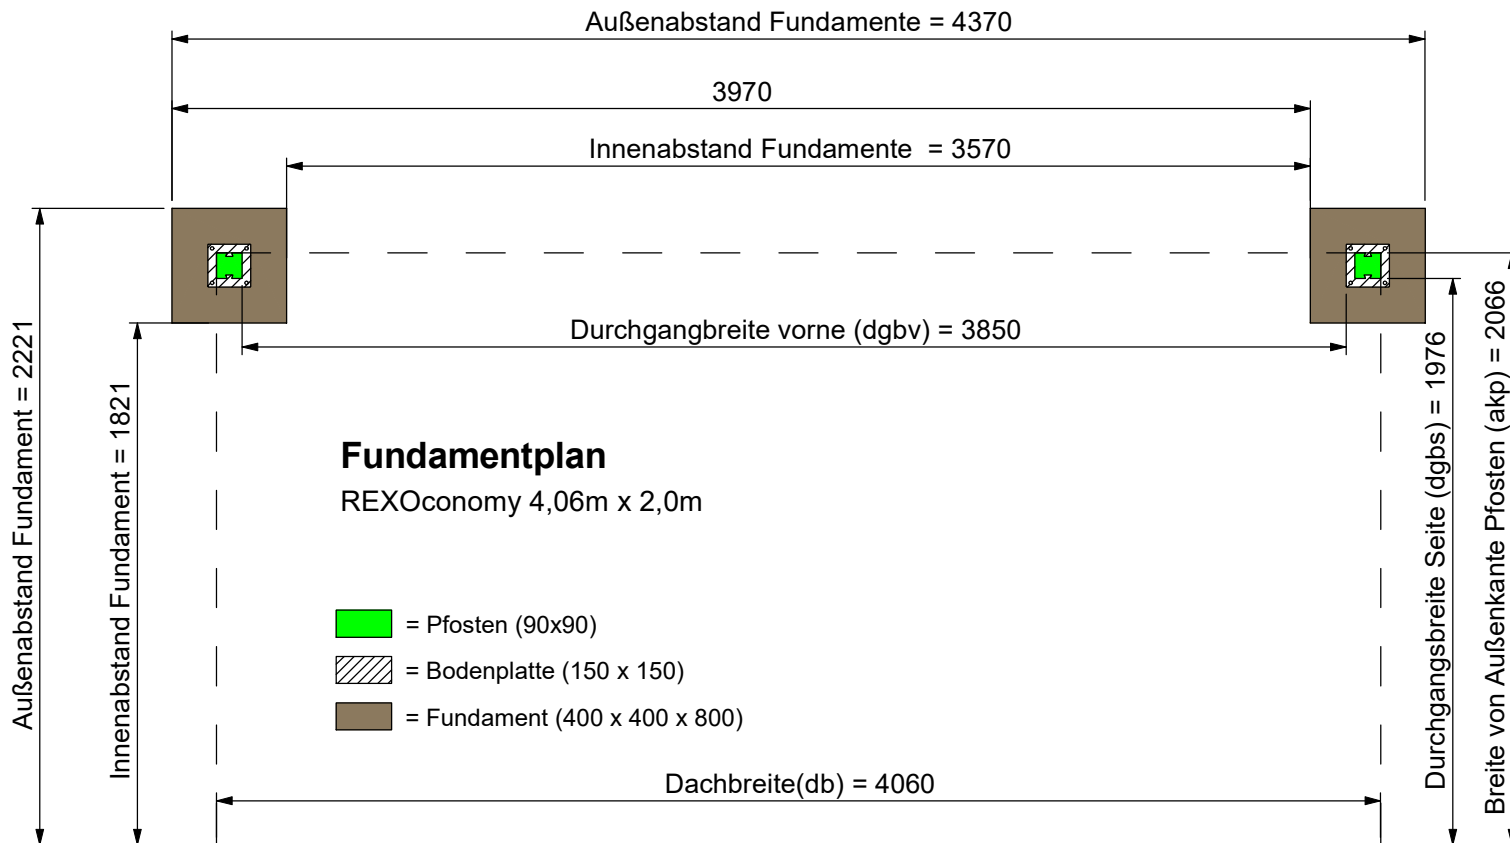 Außenabstand Fundamente = 4370
3970
Innenabstand Fundamente = 3570
Durchgangbreite vorne (dgbv) = 3850
Außenabstand Fundament = 2221
Innenabstand Fundament = 1821
Durchgangsbreite Seite (dgbs) = 1976
Breite von Außenkante Pfosten (akp) = 2066
Fundamentplan
REXOconomy 4,06m x 2,0m
= Pfosten (90x90)
= Bodenplatte (150 x 150)
= Fundament (400 x 400 x 800)
Dachbreite(db) = 4060